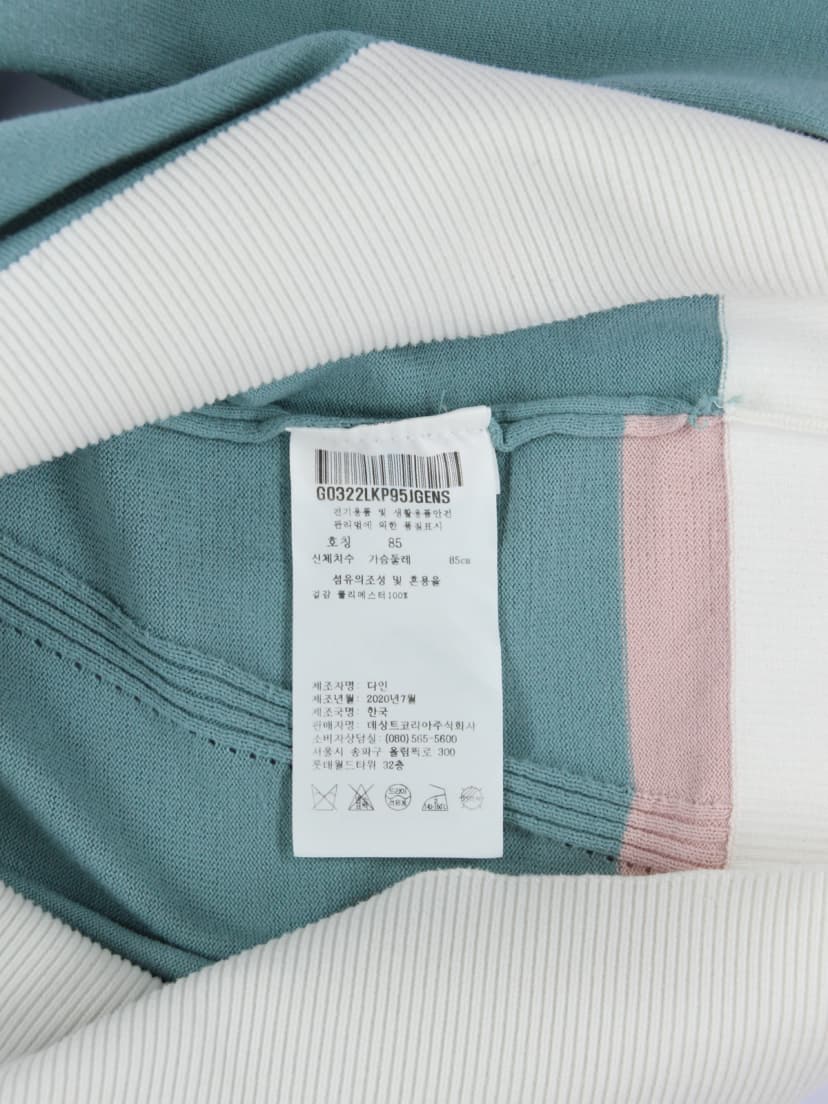 G0322LKP95JGENS
전기용품 및 생활용품안전
관리법에 의한 품질표시
호칭 85
신체치수 가슴둘레 85cm
섬유의조성 및 혼용율
겉감 폴리에스터100%
제조자명: 다인
제조년월: 2020년7월
제조국명: 한국
판매자명: 데상트코리아주식회사
소비자상담실: (080)565-5600
서울시 송파구 올림픽로 300
롯데월드타워 32층
드라이